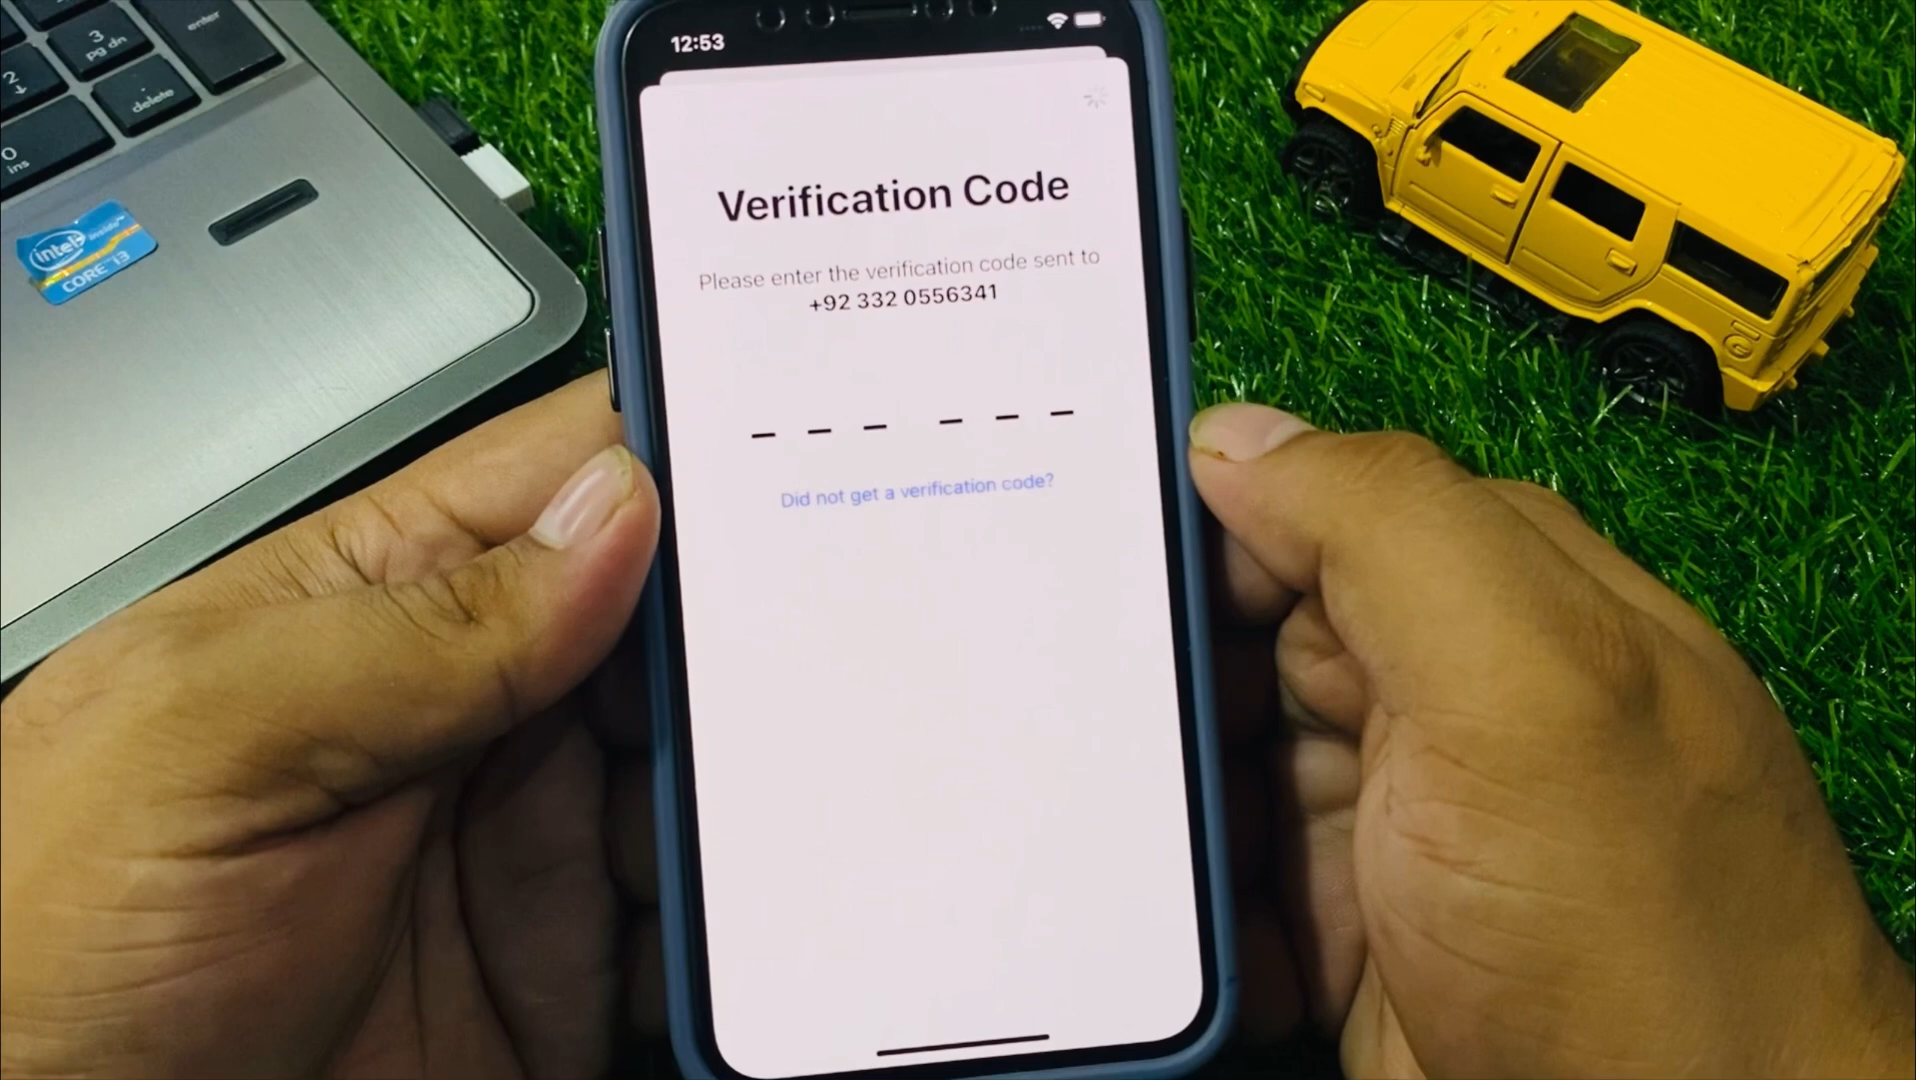 3
pg dn
enter
2
↓
delete
0
ins
intel inside
CORE i3
12:53
Verification Code
Please enter the verification code sent to
+92 332 0556341
Did not get a verification code?